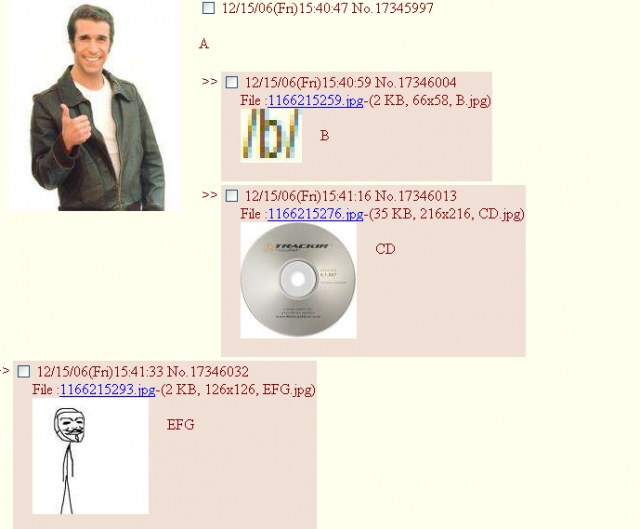 12/15/06(Fri)15:40:47 No.17345997
A
>> 12/15/06(Fri)15:40:59 No.17346004
File :1166215259.jpg-(2 KB, 66x58, B.jpg)
/b/
B
>> 12/15/06(Fri)15:41:16 No.17346013
File :1166215276.jpg-(35 KB, 216x216, CD.jpg)
TRACKIR
CD
>> 12/15/06(Fri)15:41:33 No.17346032
File :1166215293.jpg-(2 KB, 126x126, EFG.jpg)
EFG